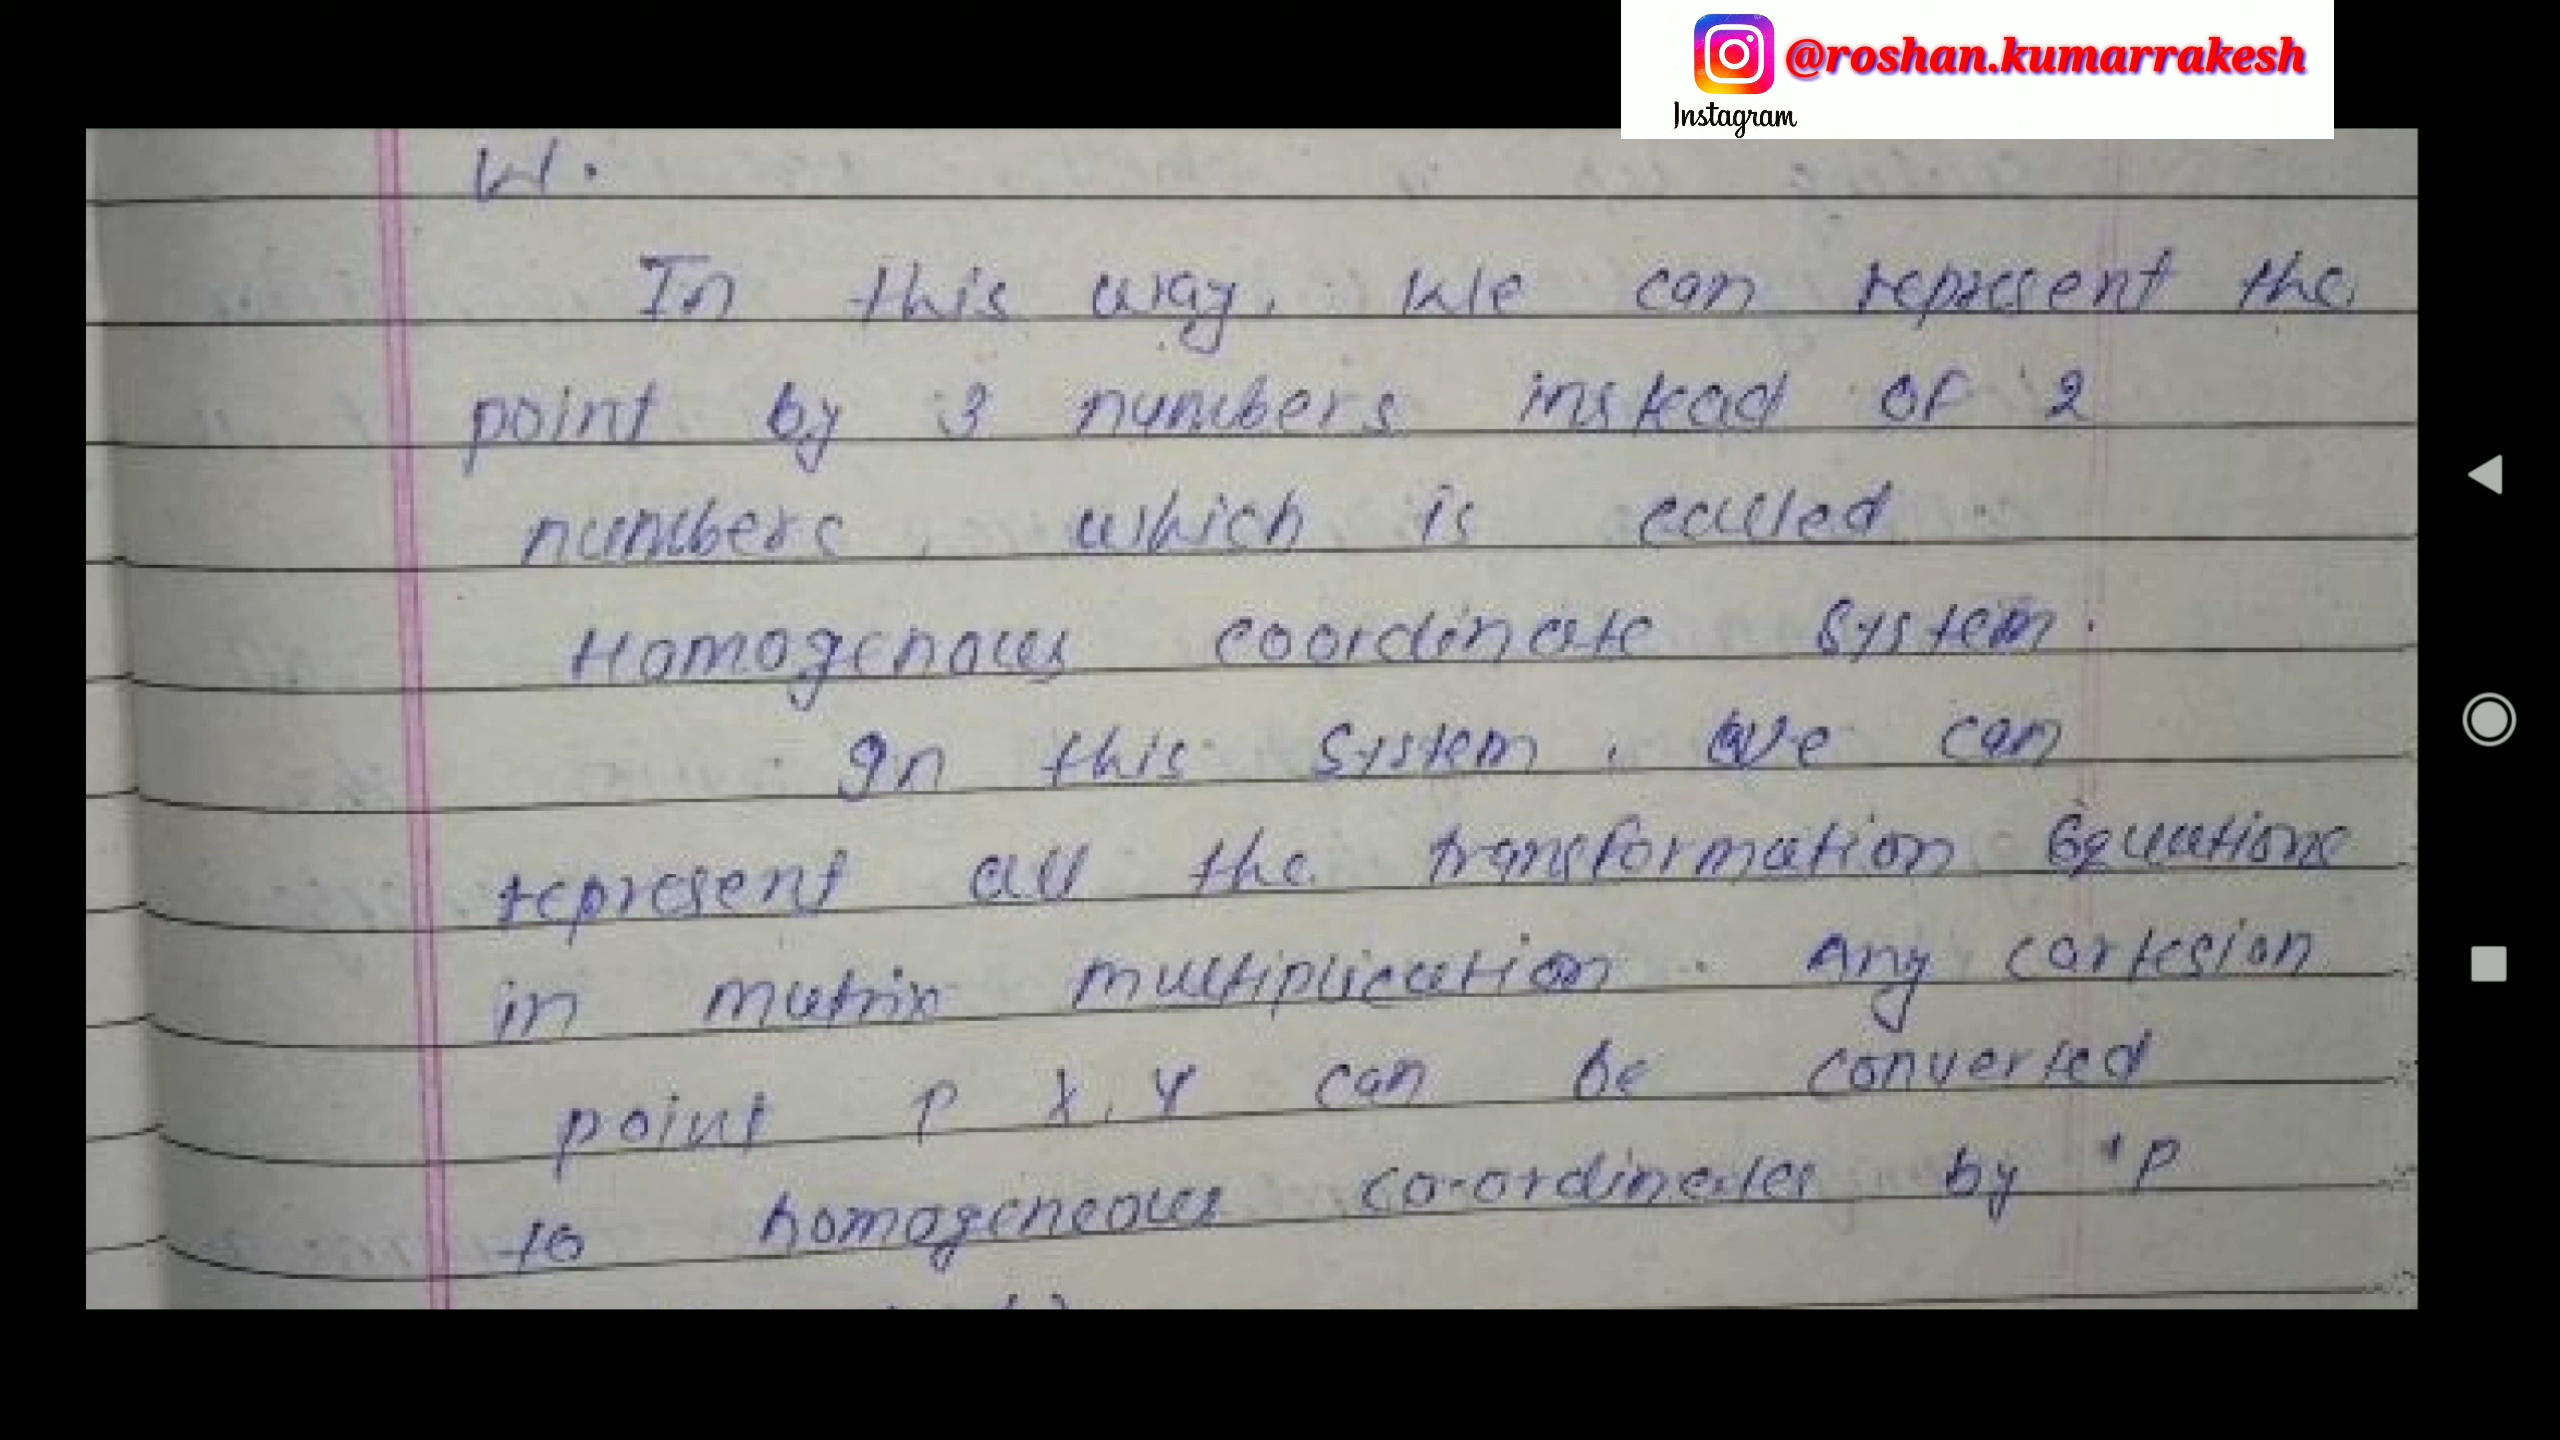 @roshan.kumarrakesh
Instagram
W.
In this way, We can represent the
point by 3 numbers instead of 2
numbers, which is called
Homogenous coordinate system.
In this system, We can
represent all the transformation Equations
in matrix multiplication. Any cartesian
point P X, Y can be converted
to homogeneous co-ordinates by 'P